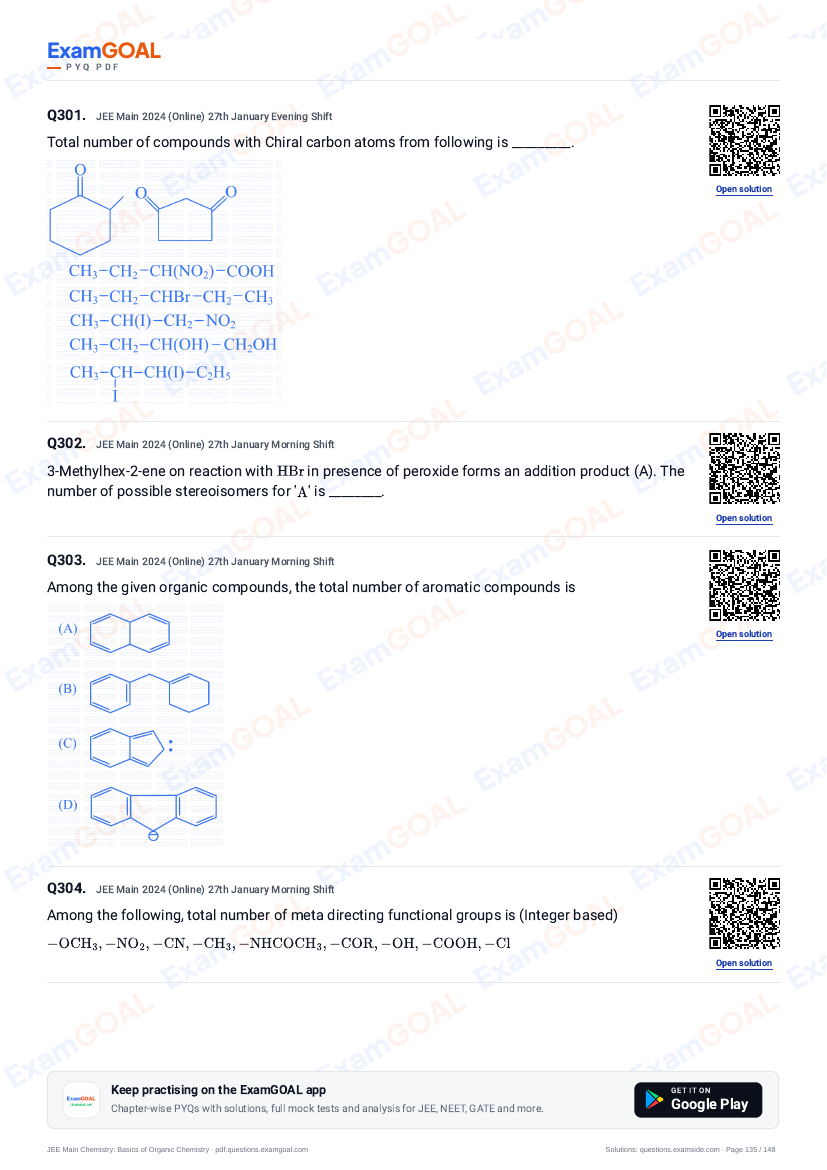 ExamGOAL
PYQ PDF
Q301. JEE Main 2024 (Online) 27th January Evening Shift
Total number of compounds with Chiral carbon atoms from following is _________.
Open solution
O
O O
CH₃−CH₂−CH(NO₂)−COOH
CH₃−CH₂−CHBr−CH₂−CH₃
CH₃−CH(I)−CH₂−NO₂
CH₃−CH₂−CH(OH)−CH₂OH
CH₃−CH−CH(I)−C₂H₅
I
Q302. JEE Main 2024 (Online) 27th January Morning Shift
3-Methylhex-2-ene on reaction with HBr in presence of peroxide forms an addition product (A). The
number of possible stereoisomers for 'A' is ________.
Open solution
Q303. JEE Main 2024 (Online) 27th January Morning Shift
Among the given organic compounds, the total number of aromatic compounds is
Open solution
(A)
(B)
(C)
(D)
Q304. JEE Main 2024 (Online) 27th January Morning Shift
Among the following, total number of meta directing functional groups is (Integer based)
−OCH₃, −NO₂, −CN, −CH₃, −NHCOCH₃, −COR, −OH, −COOH, −Cl
Open solution
ExamGOAL
Keep practising on the ExamGOAL app
Chapter-wise PYQs with solutions, full mock tests and analysis for JEE, NEET, GATE and more.
GET IT ON
Google Play
JEE Main Chemistry: Basics of Organic Chemistry · pdf.questions.examgoal.com
Solutions: questions.examside.com · Page 135 / 148